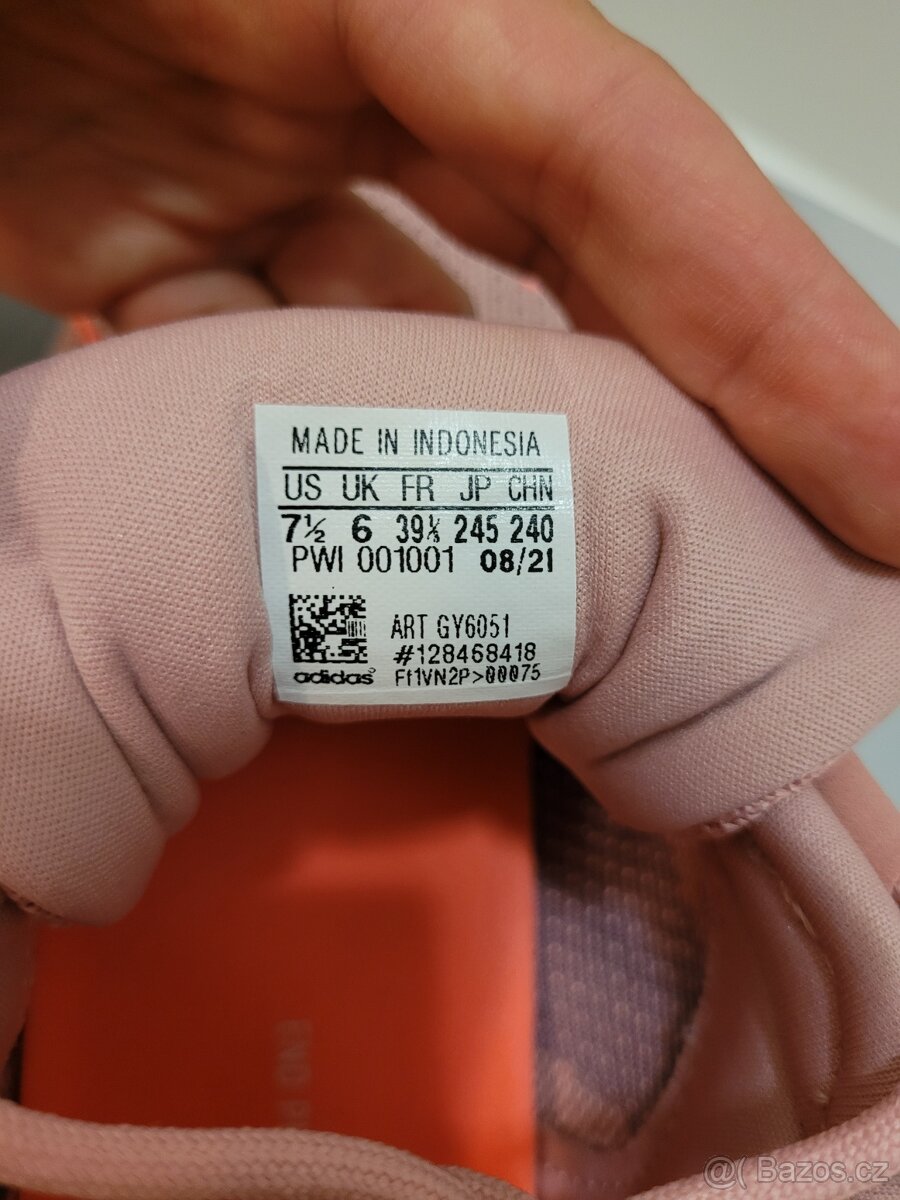 MADE IN INDONESIA
US UK FR JP CHN
7½ 6 39⅓ 245 240
PWI 001001 08/21
ART GY6051
#128468418
adidas Ft1VN2P>00075
@( Bazos.cz